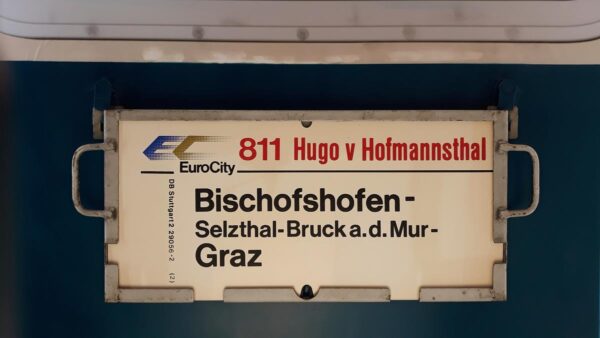 EC
EuroCity
811 Hugo v Hofmannsthal
Bischofshofen-
Selzthal-Bruck a.d. Mur-
Graz
DB Stuttgart 2 29056-2 (2)